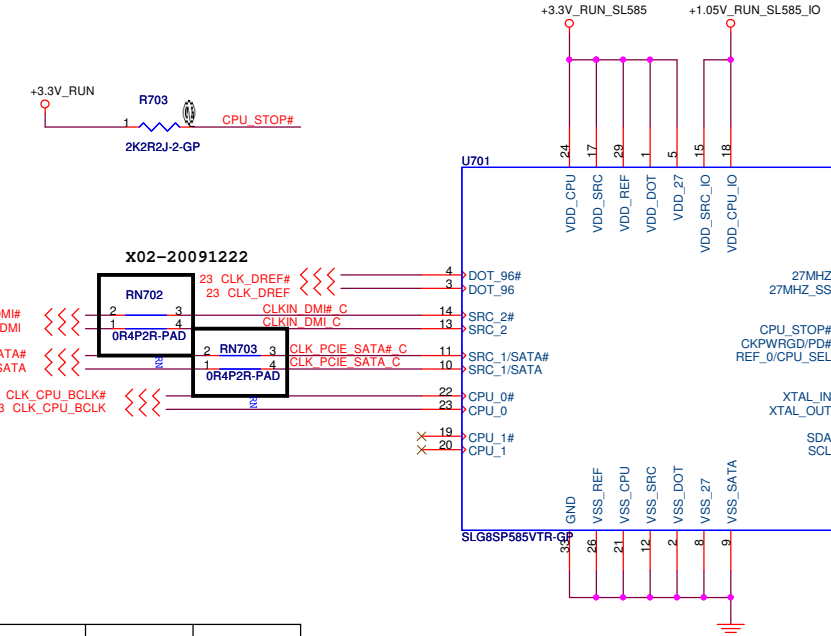 +3.3V_RUN_SL585
+1.05V_RUN_SL585_IO
+3.3V_RUN
R703
1
CPU_STOP#
2K2R2J-2-GP
U701
24
17
29
1
5
15
18
VDD_CPU
VDD_SRC
VDD_REF
VDD_DOT
VDD_27
VDD_SRC_IO
VDD_CPU_IO
X02-20091222
23 CLK_DREF#
4
DOT_96#
27MHZ
23 CLK_DREF
3
DOT_96
27MHZ_SS
RN702
2
3
CLKIN_DMI#_C
14
SRC_2#
DMI#
1
4
CLKIN_DMI_C
13
SRC_2
DMI
CPU_STOP#
0R4P2R-PAD
CKPWRGD/PD#
RN703
2
3
CLK_PCIE_SATA#_C
11
SRC_1/SATA#
REF_0/CPU_SEL
ATA#
1
4
CLK_PCIE_SATA_C
10
SRC_1/SATA
SATA
RN
0R4P2R-PAD
CLK_CPU_BCLK#
22
CPU_0#
XTAL_IN
3 CLK_CPU_BCLK
23
CPU_0
XTAL_OUT
RN
19
CPU_1#
SDA
20
CPU_1
SCL
GND
VSS_REF
VSS_CPU
VSS_SRC
VSS_DOT
VSS_27
VSS_SATA
SLG8SP585VTR-GP
33
26
21
12
2
8
9